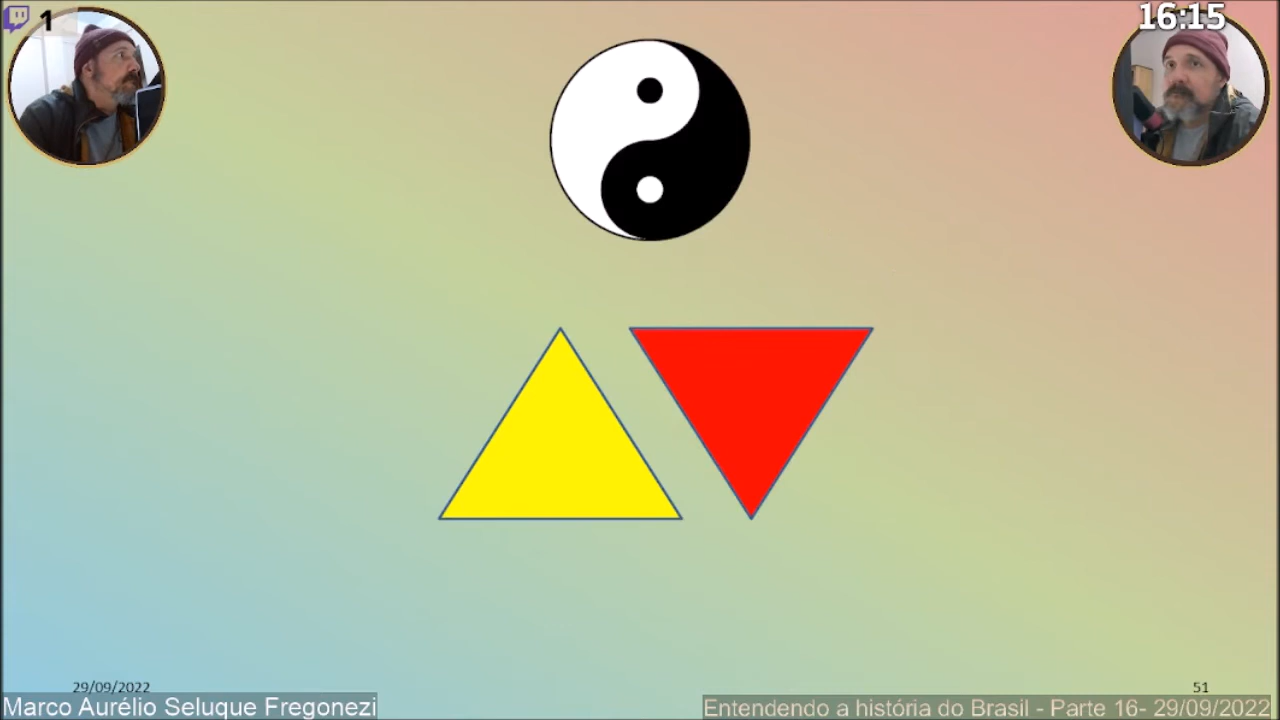 1
16:15
29/09/2022
51
Marco Aurélio Seluque Fregonezi
Entendendo a história do Brasil - Parte 16- 29/09/2022